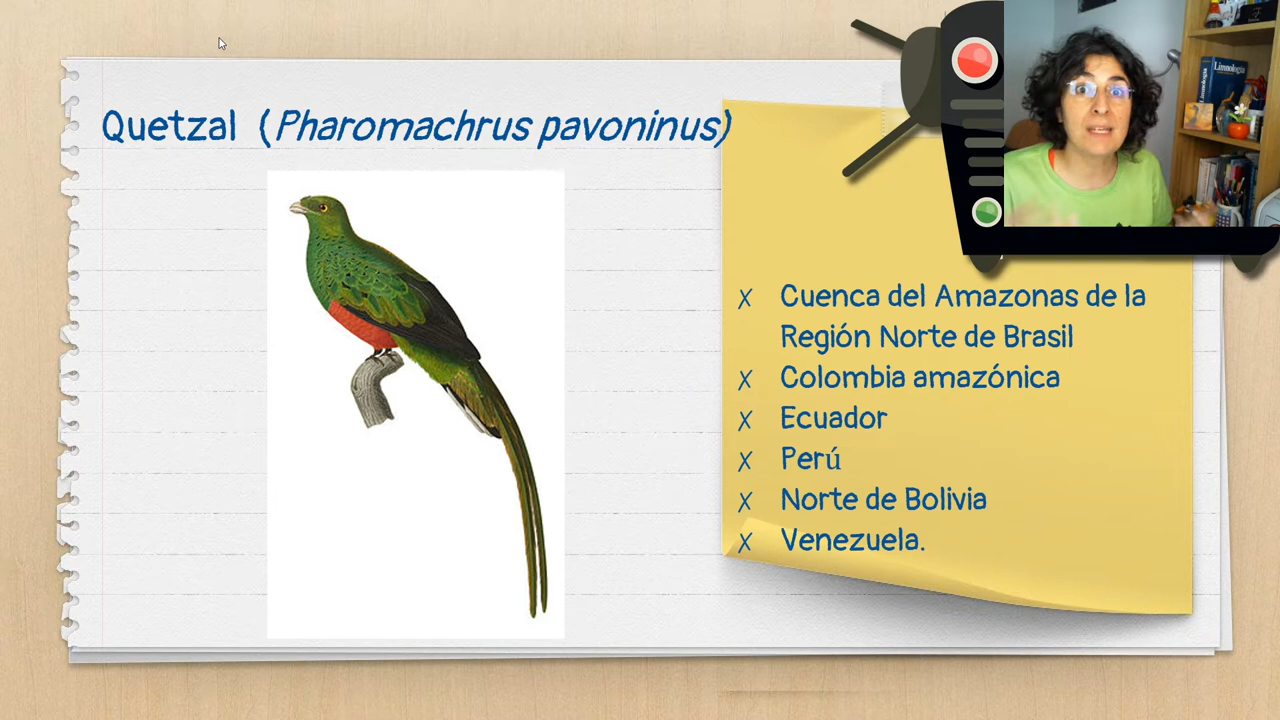 Quetzal (Pharomachrus pavoninus)
Limnología
X Cuenca del Amazonas de la
Región Norte de Brasil
X Colombia amazónica
X Ecuador
X Perú
X Norte de Bolivia
X Venezuela.